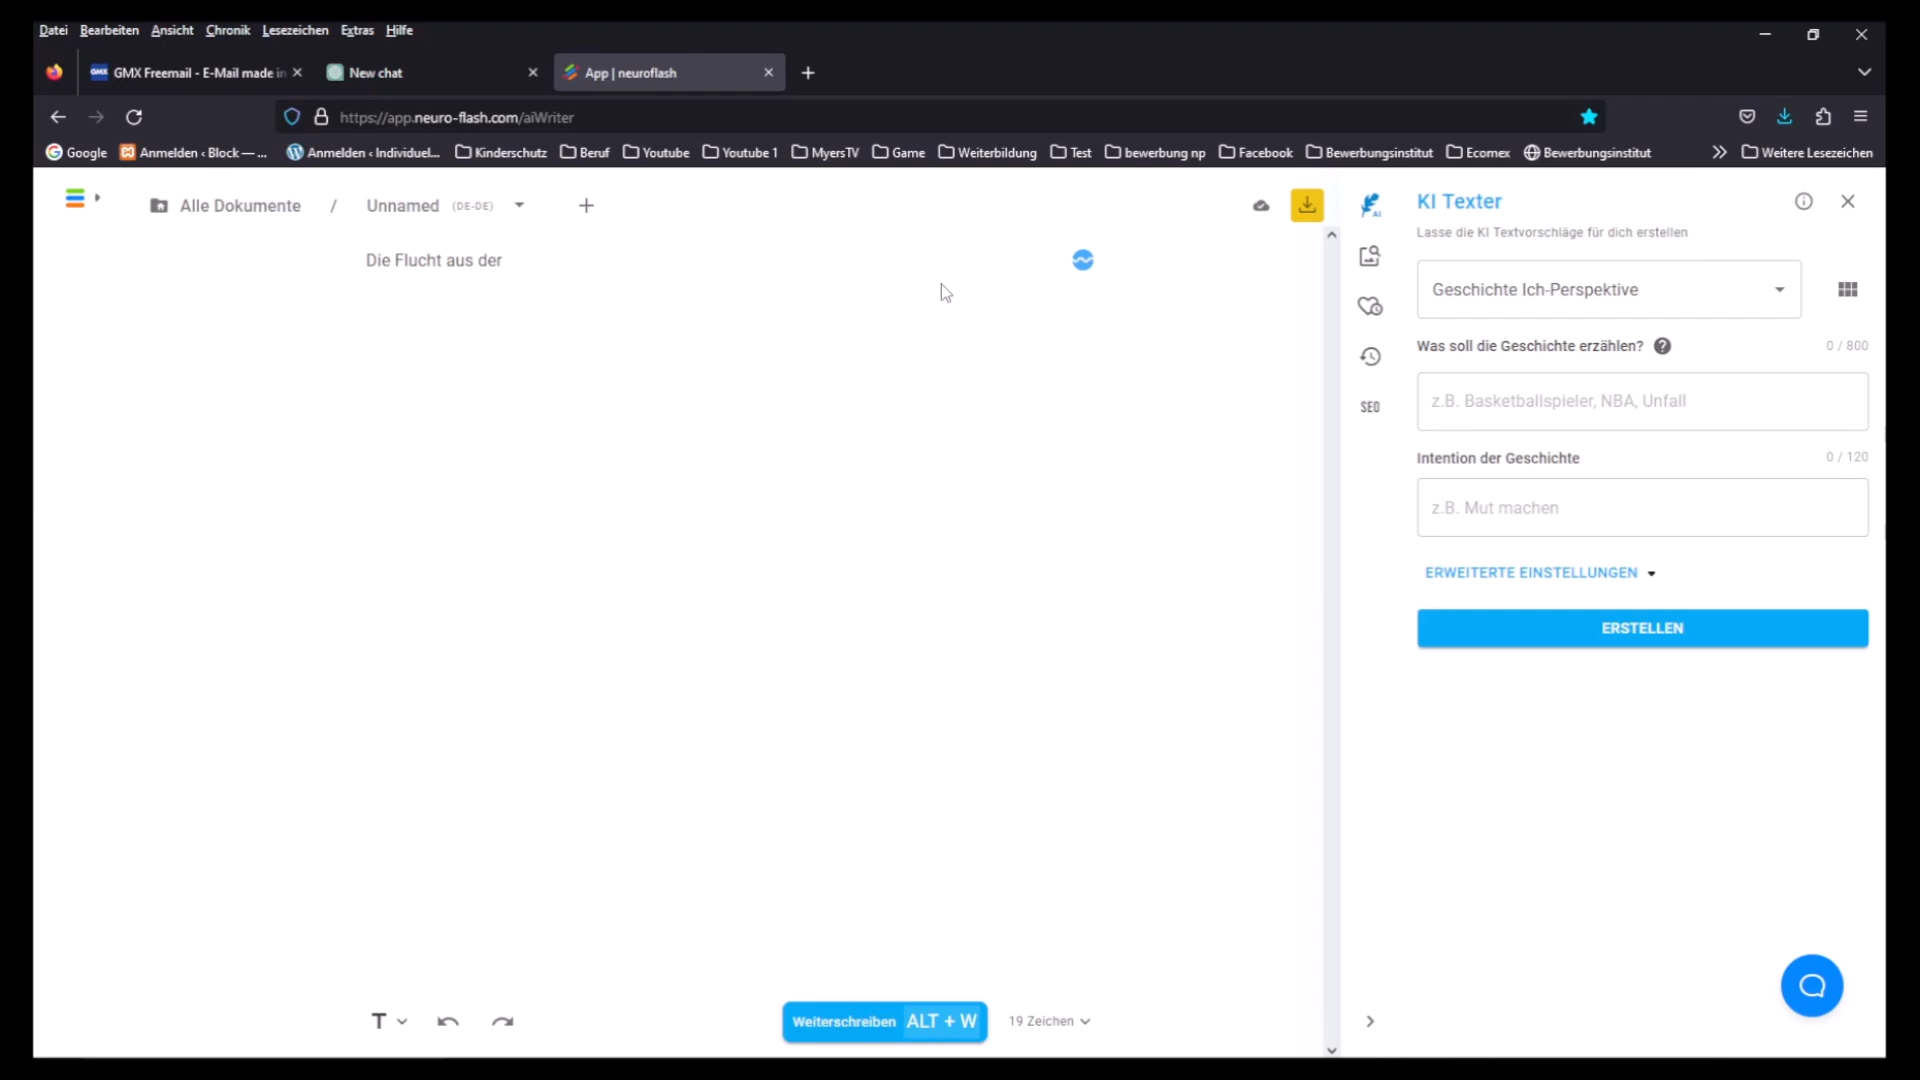 Datei Bearbeiten Ansicht Chronik Lesezeichen Extras Hilfe
GMX GMX Freemail - E-Mail made in
New chat
App | neuroflash
https://app.neuro-flash.com/aiWriter
Google Anmelden ‹ Block — ... Anmelden ‹ Individuel... Kinderschutz Beruf Youtube Youtube 1 MyersTV Game Weiterbildung Test bewerbung np Facebook Bewerbungsinstitut Ecomex Bewerbungsinstitut Weitere Lesezeichen
Alle Dokumente / Unnamed (DE-DE)
Die Flucht aus der
AI
SEO
KI Texter
Lasse die KI Textvorschläge für dich erstellen
Geschichte Ich-Perspektive
Was soll die Geschichte erzählen? 0 / 800
z.B. Basketballspieler, NBA, Unfall
Intention der Geschichte 0 / 120
z.B. Mut machen
ERWEITERTE EINSTELLUNGEN
ERSTELLEN
T
Weiterschreiben ALT + W
19 Zeichen